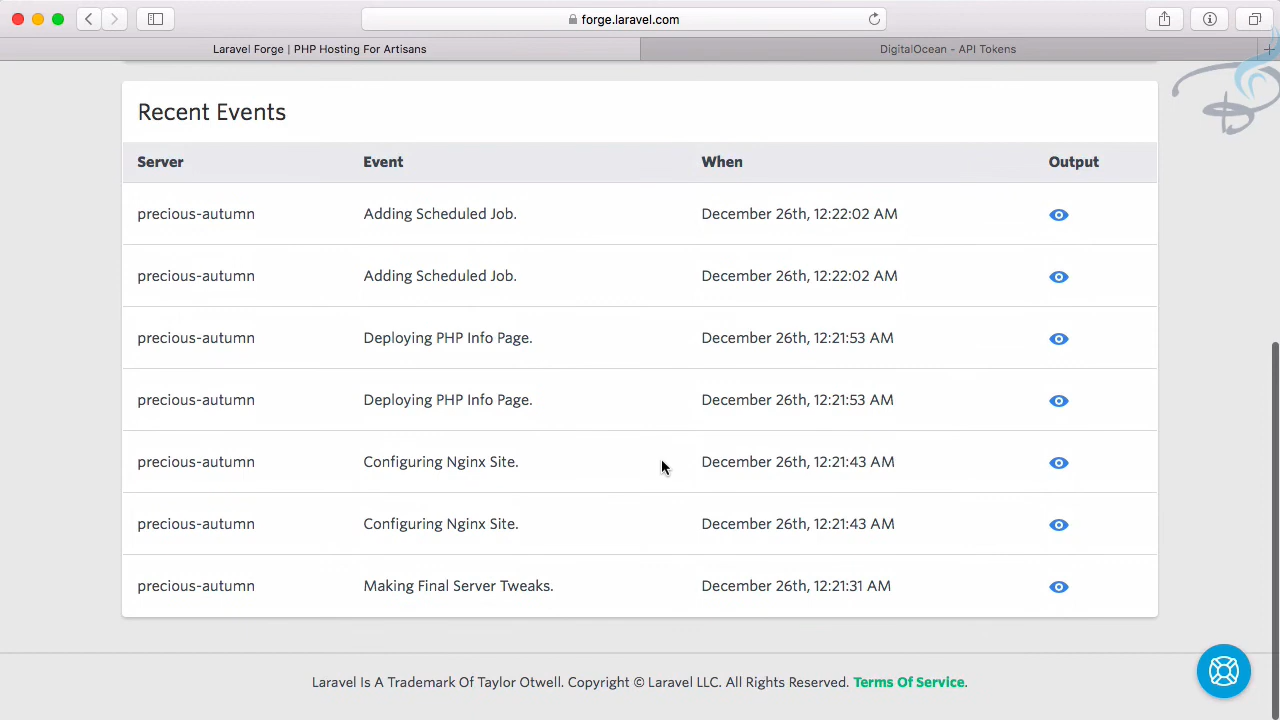 forge.laravel.com
Laravel Forge | PHP Hosting For Artisans
DigitalOcean - API Tokens
Recent Events
Server Event When Output
precious-autumn Adding Scheduled Job. December 26th, 12:22:02 AM
precious-autumn Adding Scheduled Job. December 26th, 12:22:02 AM
precious-autumn Deploying PHP Info Page. December 26th, 12:21:53 AM
precious-autumn Deploying PHP Info Page. December 26th, 12:21:53 AM
precious-autumn Configuring Nginx Site. December 26th, 12:21:43 AM
precious-autumn Configuring Nginx Site. December 26th, 12:21:43 AM
precious-autumn Making Final Server Tweaks. December 26th, 12:21:31 AM
Laravel Is A Trademark Of Taylor Otwell. Copyright © Laravel LLC. All Rights Reserved. Terms Of Service.